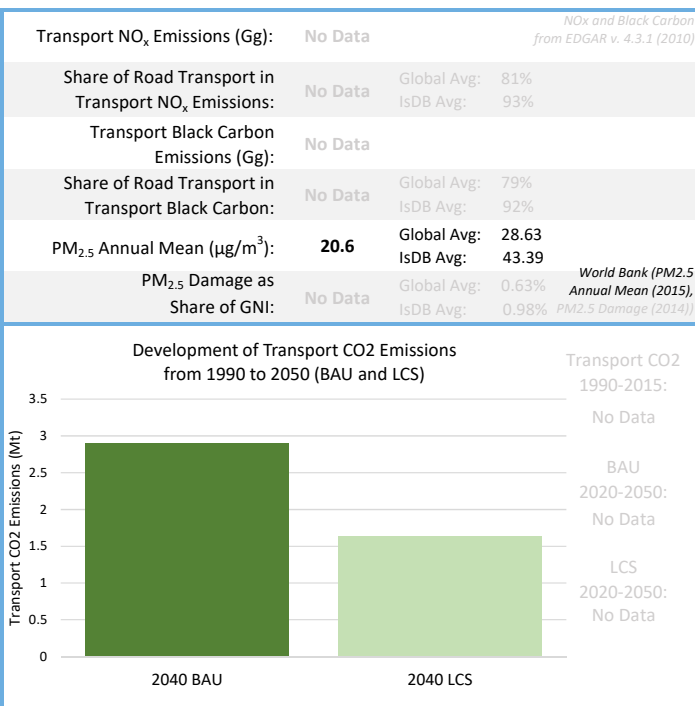 NOx and Black Carbon
from EDGAR v. 4.3.1 (2010)
Transport NOx Emissions (Gg): No Data
Share of Road Transport in
Transport NOx Emissions: No Data
Global Avg: 81%
IsDB Avg: 93%
Transport Black Carbon
Emissions (Gg): No Data
Share of Road Transport in
Transport Black Carbon: No Data
Global Avg: 79%
IsDB Avg: 92%
PM2.5 Annual Mean (µg/m³): 20.6
Global Avg: 28.63
IsDB Avg: 43.39
PM2.5 Damage as
Share of GNI: No Data
Global Avg: 0.63%
IsDB Avg: 0.98%
World Bank (PM2.5
Annual Mean (2015),
PM2.5 Damage (2014))
Development of Transport CO2 Emissions
from 1990 to 2050 (BAU and LCS)
Transport CO2 Emissions (Mt)
3.5
3
2.5
2
1.5
1
0.5
0
2040 BAU
2040 LCS
Transport CO2
1990-2015:
No Data
BAU
2020-2050:
No Data
LCS
2020-2050:
No Data